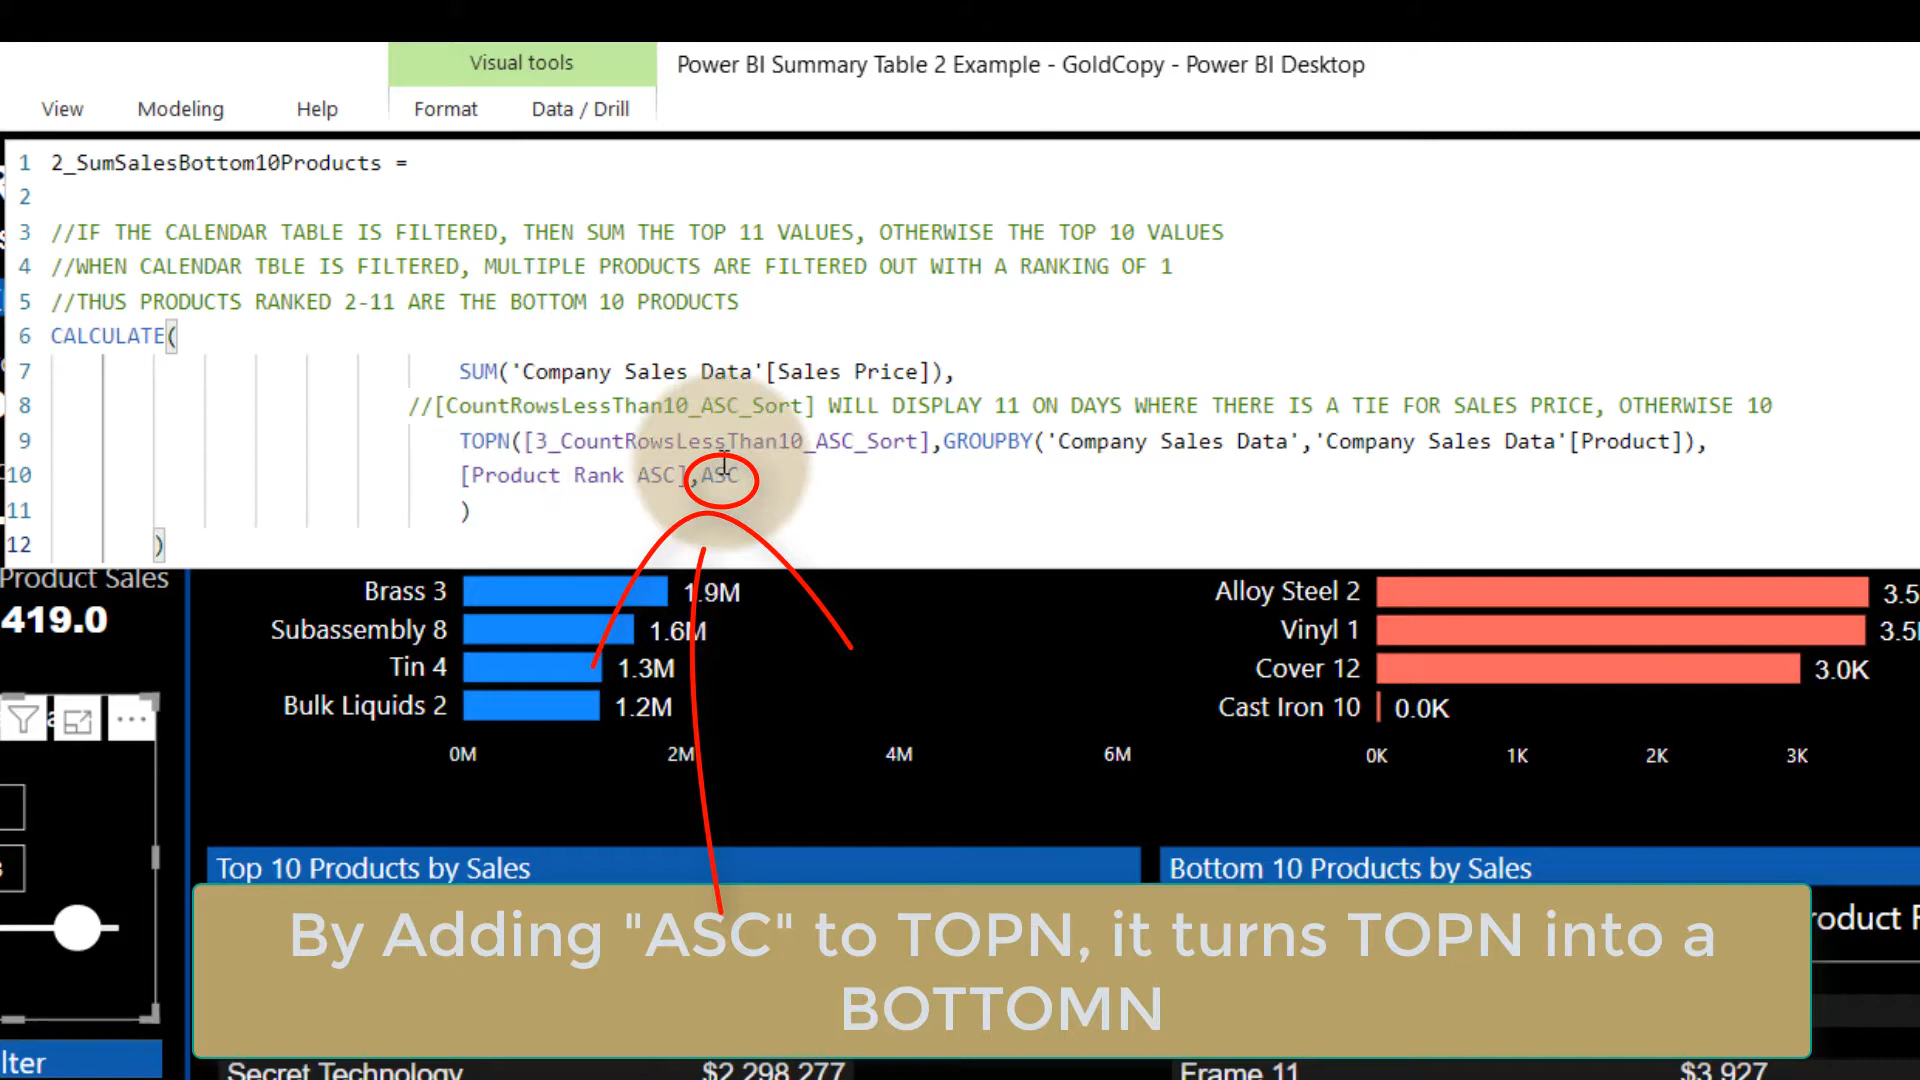 Visual tools
Power BI Summary Table 2 Example - GoldCopy - Power BI Desktop
View Modeling Help Format Data / Drill
1 2_SumSalesBottom10Products =
2
3 //IF THE CALENDAR TABLE IS FILTERED, THEN SUM THE TOP 11 VALUES, OTHERWISE THE TOP 10 VALUES
4 //WHEN CALENDAR TBLE IS FILTERED, MULTIPLE PRODUCTS ARE FILTERED OUT WITH A RANKING OF 1
5 //THUS PRODUCTS RANKED 2-11 ARE THE BOTTOM 10 PRODUCTS
6 CALCULATE(
7 SUM('Company Sales Data'[Sales Price]),
8 //[CountRowsLessThan10_ASC_Sort] WILL DISPLAY 11 ON DAYS WHERE THERE IS A TIE FOR SALES PRICE, OTHERWISE 10
9 TOPN([3_CountRowsLessThan10_ASC_Sort],GROUPBY('Company Sales Data','Company Sales Data'[Product]),
10 [Product Rank ASC],ASC
11 )
12 )
Product Sales
419.0
Brass 3 1.9M
Subassembly 8 1.6M
Tin 4 1.3M
Bulk Liquids 2 1.2M
0M 2M 4M 6M
Alloy Steel 2 3.5
Vinyl 1 3.5
Cover 12 3.0K
Cast Iron 10 0.0K
0K 1K 2K 3K
Top 10 Products by Sales
Bottom 10 Products by Sales
By Adding "ASC" to TOPN, it turns TOPN into a
BOTTOMN
lter
Secret Technology $2,298,277
Frame 11 $3,927